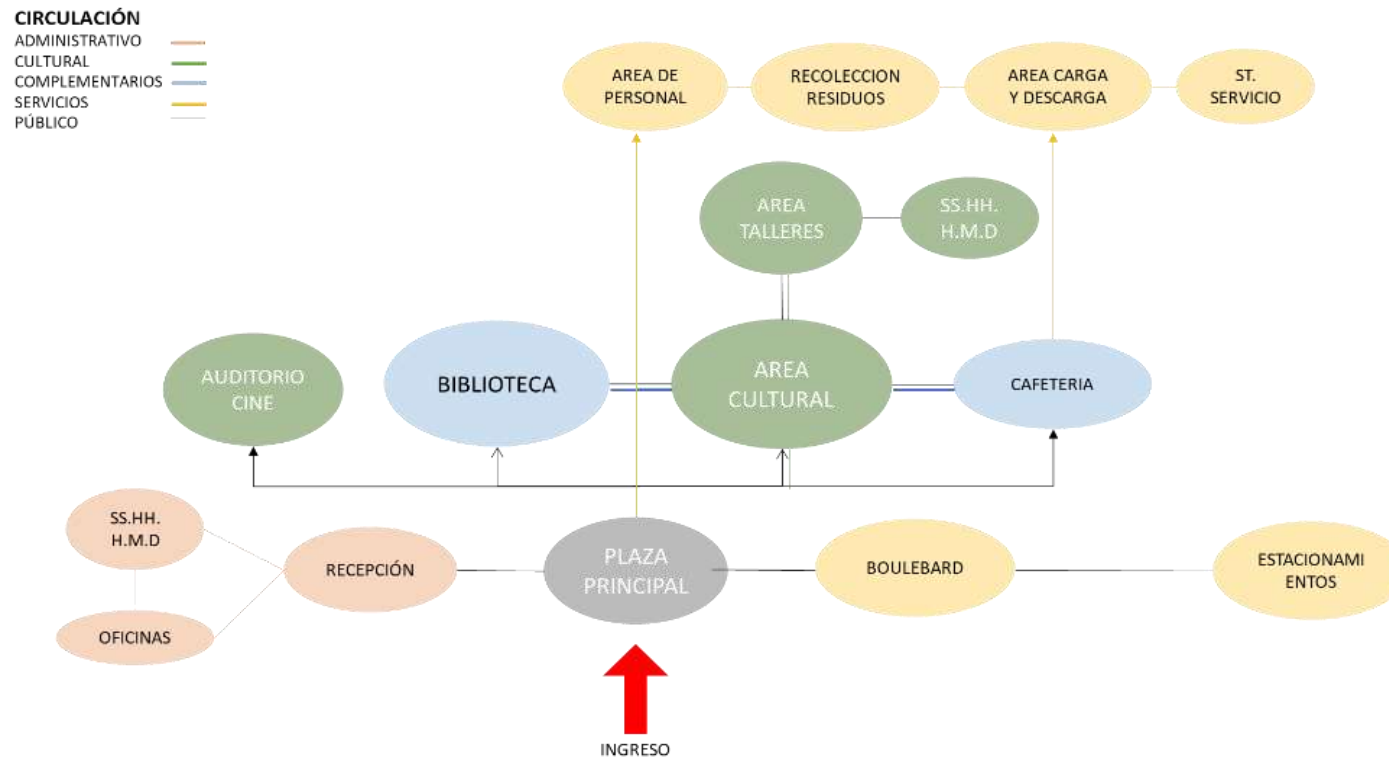 CIRCULACIÓN
ADMINISTRATIVO
CULTURAL
COMPLEMENTARIOS
SERVICIOS
PÚBLICO
AREA DE
PERSONAL
RECOLECCION
RESIDUOS
AREA CARGA
Y DESCARGA
ST.
SERVICIO
AREA
TALLERES
SS.HH.
H.M.D
AUDITORIO
CINE
BIBLIOTECA
AREA
CULTURAL
CAFETERIA
SS.HH.
H.M.D
OFICINAS
RECEPCIÓN
PLAZA
PRINCIPAL
BOULEBARD
ESTACIONAMI
ENTOS
INGRESO